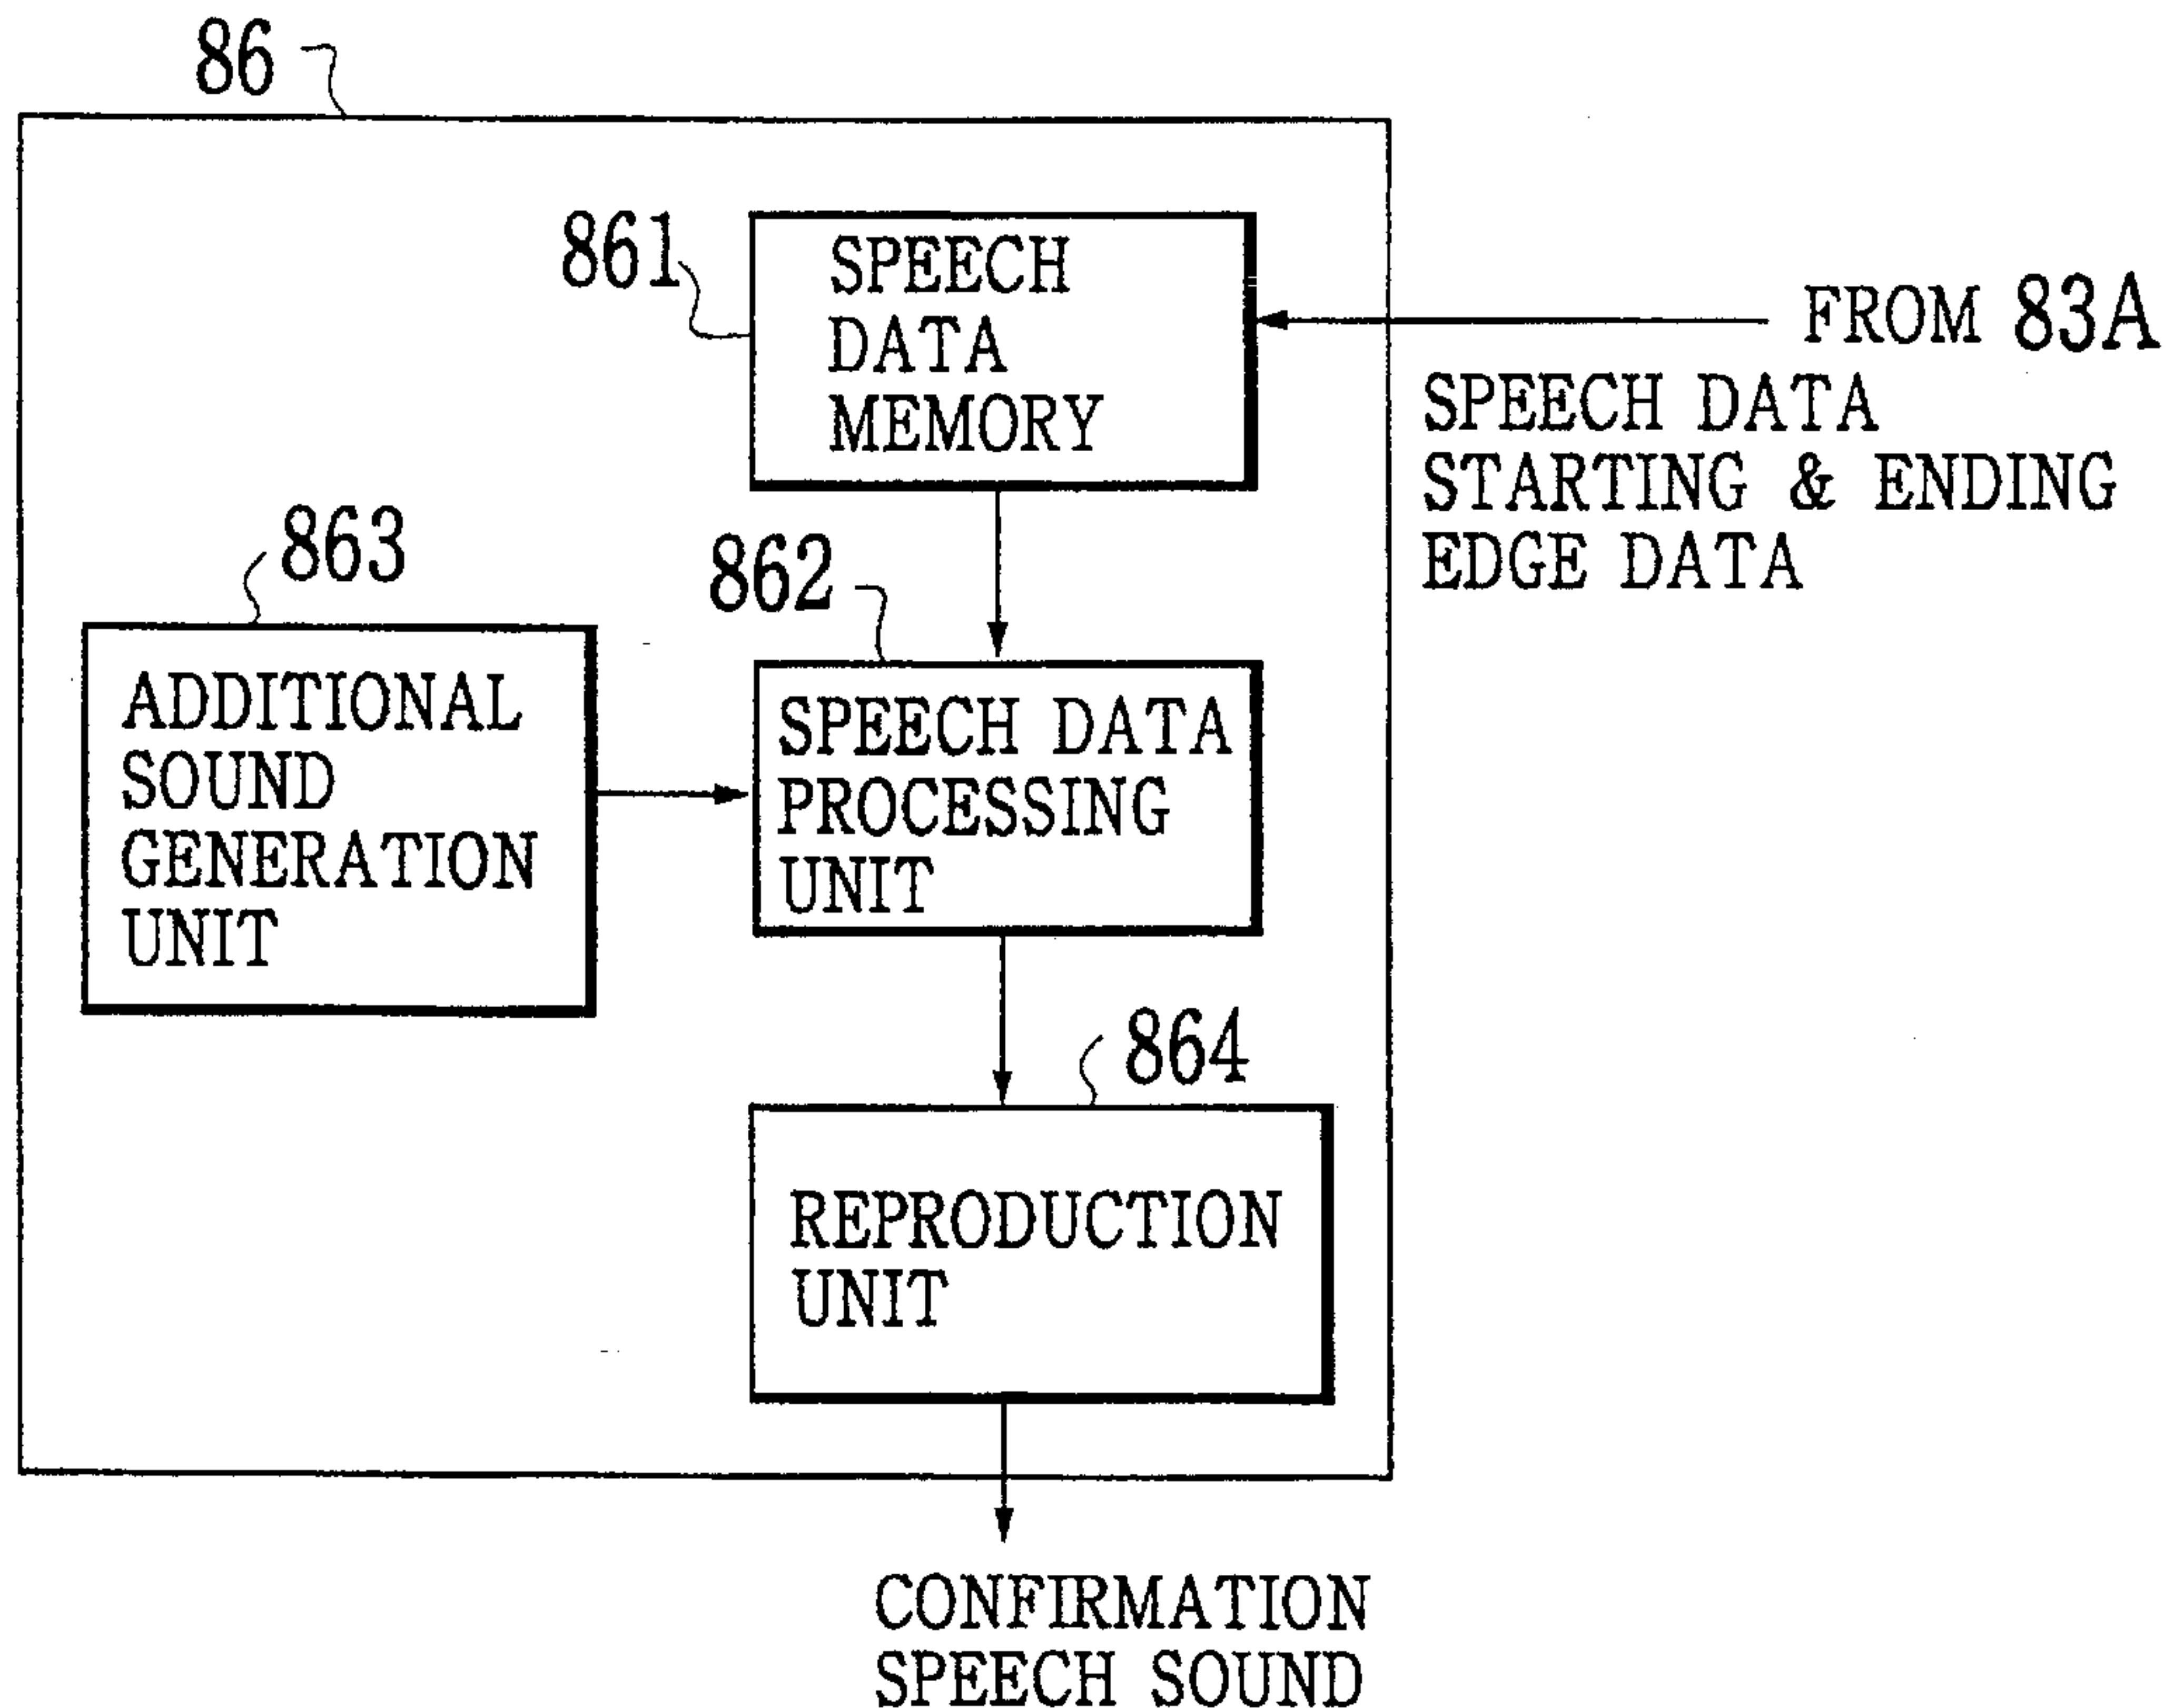 86
861
SPEECH
DATA
MEMORY
FROM 83A
SPEECH DATA
STARTING & ENDING
EDGE DATA
863
ADDITIONAL
SOUND
GENERATION
UNIT
862
SPEECH DATA
PROCESSING
UNIT
864
REPRODUCTION
UNIT
CONFIRMATION
SPEECH SOUND